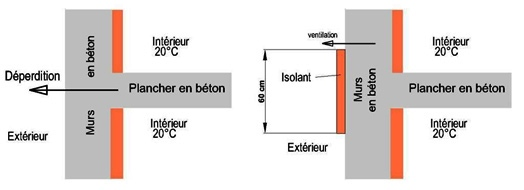 Intérieur
20°C
en béton
Déperdition
Plancher en béton
Murs
Extérieur
Intérieur
20°C
ventilation
Intérieur
20°C
Isolant
60 cm
Murs
en béton
Plancher en béton
Extérieur
Intérieur
20°C